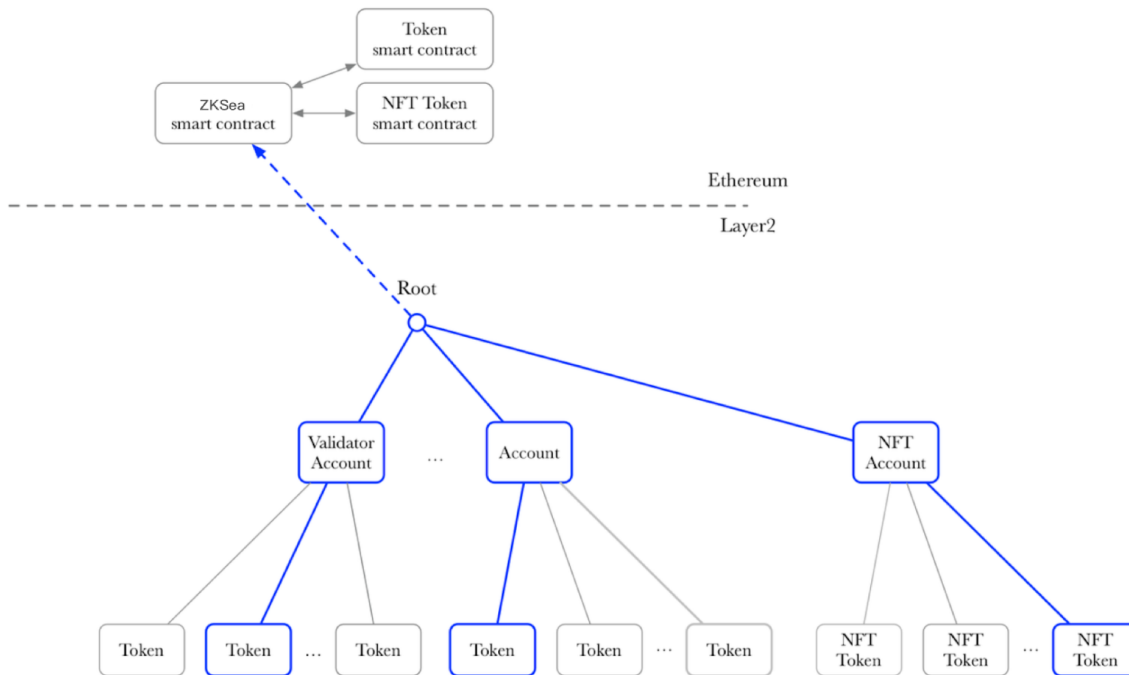 Token
smart contract
ZKSea
smart contract
NFT Token
smart contract
Ethereum
Layer2
Root
Validator
Account
...
Account
NFT
Account
Token
Token
...
Token
Token
Token
...
Token
NFT
Token
NFT
Token
...
NFT
Token